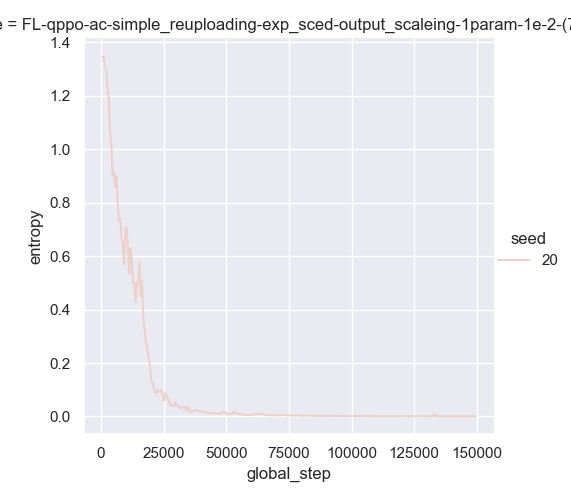 e = FL-qppo-ac-simple_reuploading-exp_sced-output_scaleing-1param-1e-2-(7
1.4
1.2
1.0
0.8
0.6
0.4
0.2
0.0
entropy
0 25000 50000 75000 100000 125000 150000
global_step
seed
20